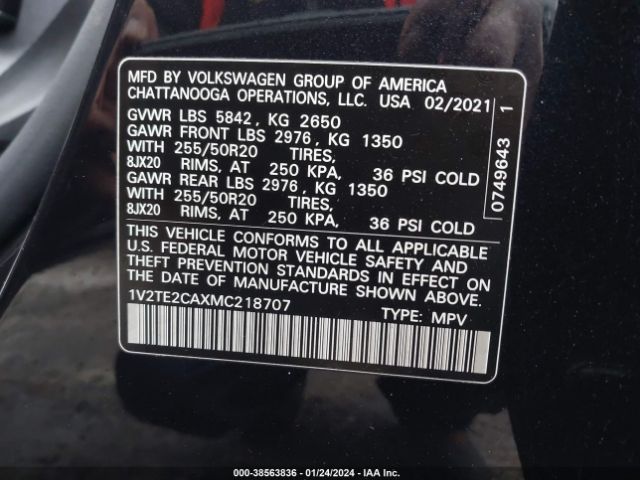 MFD BY VOLKSWAGEN GROUP OF AMERICA
CHATTANOOGA OPERATIONS, LLC. USA 02/2021
GVWR LBS 5842, KG 2650
GAWR FRONT LBS 2976, KG 1350
WITH 255/50R20 TIRES,
8JX20 RIMS, AT 250 KPA, 36 PSI COLD
GAWR REAR LBS 2976, KG 1350
WITH 255/50R20 TIRES,
8JX20 RIMS, AT 250 KPA, 36 PSI COLD
THIS VEHICLE CONFORMS TO ALL APPLICABLE
U.S. FEDERAL MOTOR VEHICLE SAFETY AND
THEFT PREVENTION STANDARDS IN EFFECT ON
THE DATE OF MANUFACTURE SHOWN ABOVE
1V2TE2CAXMC218707 TYPE: MPV
0749643 1
000-38563836 - 01/24/2024 - IAA Inc.